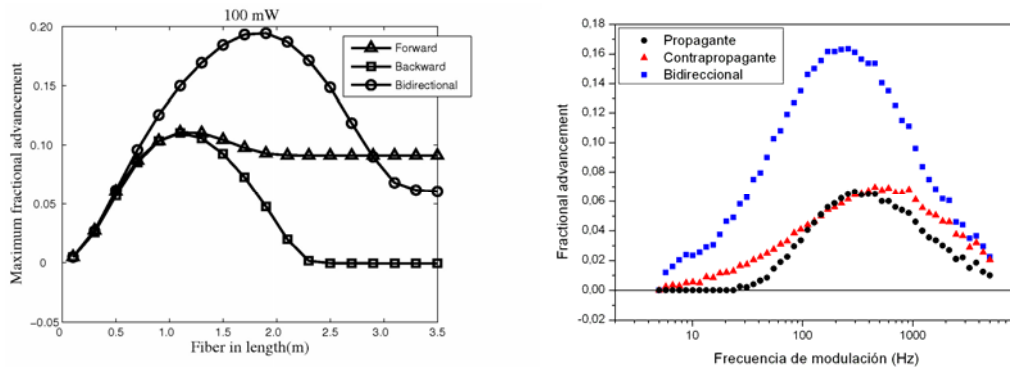 100 mW
0.20
0.15
0.10
0.05
0
−0.05
Maximum fractional advancement
Forward
Backward
Bidirectional
0 0.5 1.0 1.5 2.0 2.5 3.0 3.5
Fiber in length(m)
0,18
0,16
0,14
0,12
0,10
0,08
0,06
0,04
0,02
0,00
-0,02
Fractional advancement
Propagante
Contrapropagante
Bidireccional
10 100 1000
Frecuencia de modulación (Hz)